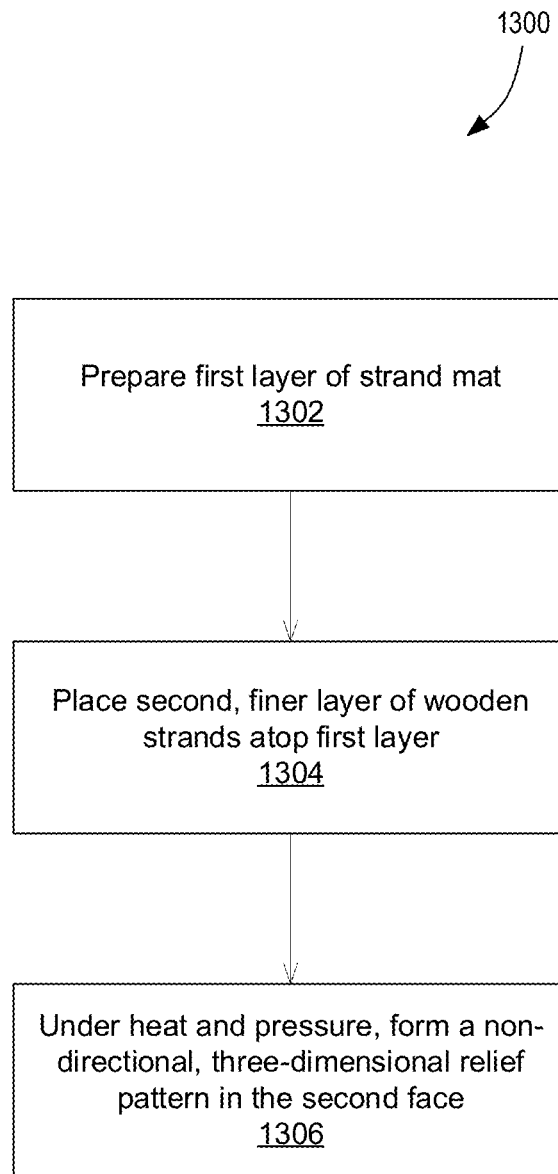 1300
Prepare first layer of strand mat
1302
Place second, finer layer of wooden
strands atop first layer
1304
Under heat and pressure, form a non-
directional, three-dimensional relief
pattern in the second face
1306